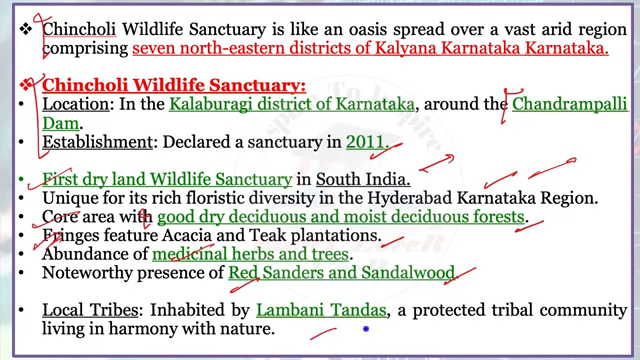 ❖ Chincholi Wildlife Sanctuary is like an oasis spread over a vast arid region
comprising seven north-eastern districts of Kalyana Karnataka Karnataka.
❖ Chincholi Wildlife Sanctuary:
• Location: In the Kalaburagi district of Karnataka, around the Chandrampalli
Dam.
• Establishment: Declared a sanctuary in 2011.
• First dry land Wildlife Sanctuary in South India.
• Unique for its rich floristic diversity in the Hyderabad Karnataka Region.
• Core area with good dry deciduous and moist deciduous forests.
• Fringes feature Acacia and Teak plantations.
• Abundance of medicinal herbs and trees.
• Noteworthy presence of Red Sanders and Sandalwood.
• Local Tribes: Inhabited by Lambani Tandas, a protected tribal community
living in harmony with nature.